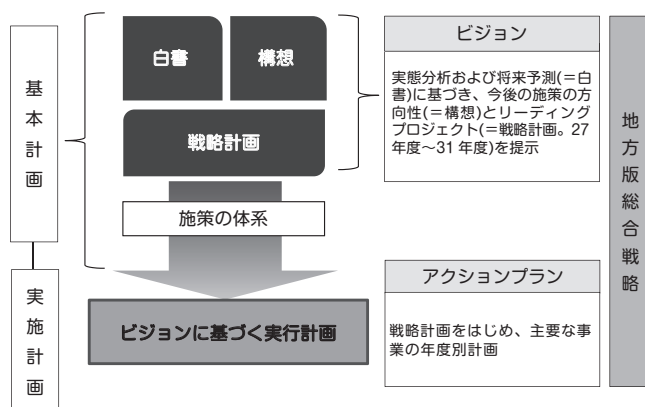 基本計画
白書
構想
戦略計画
施策の体系
実施計画
ビジョンに基づく実行計画
ビジョン
実態分析および将来予測(=白
書)に基づき、今後の施策の方
向性(=構想)とリーディング
プロジェクト(=戦略計画。27
年度〜31 年度)を提示
アクションプラン
戦略計画をはじめ、主要な事
業の年度別計画
地方版総合戦略